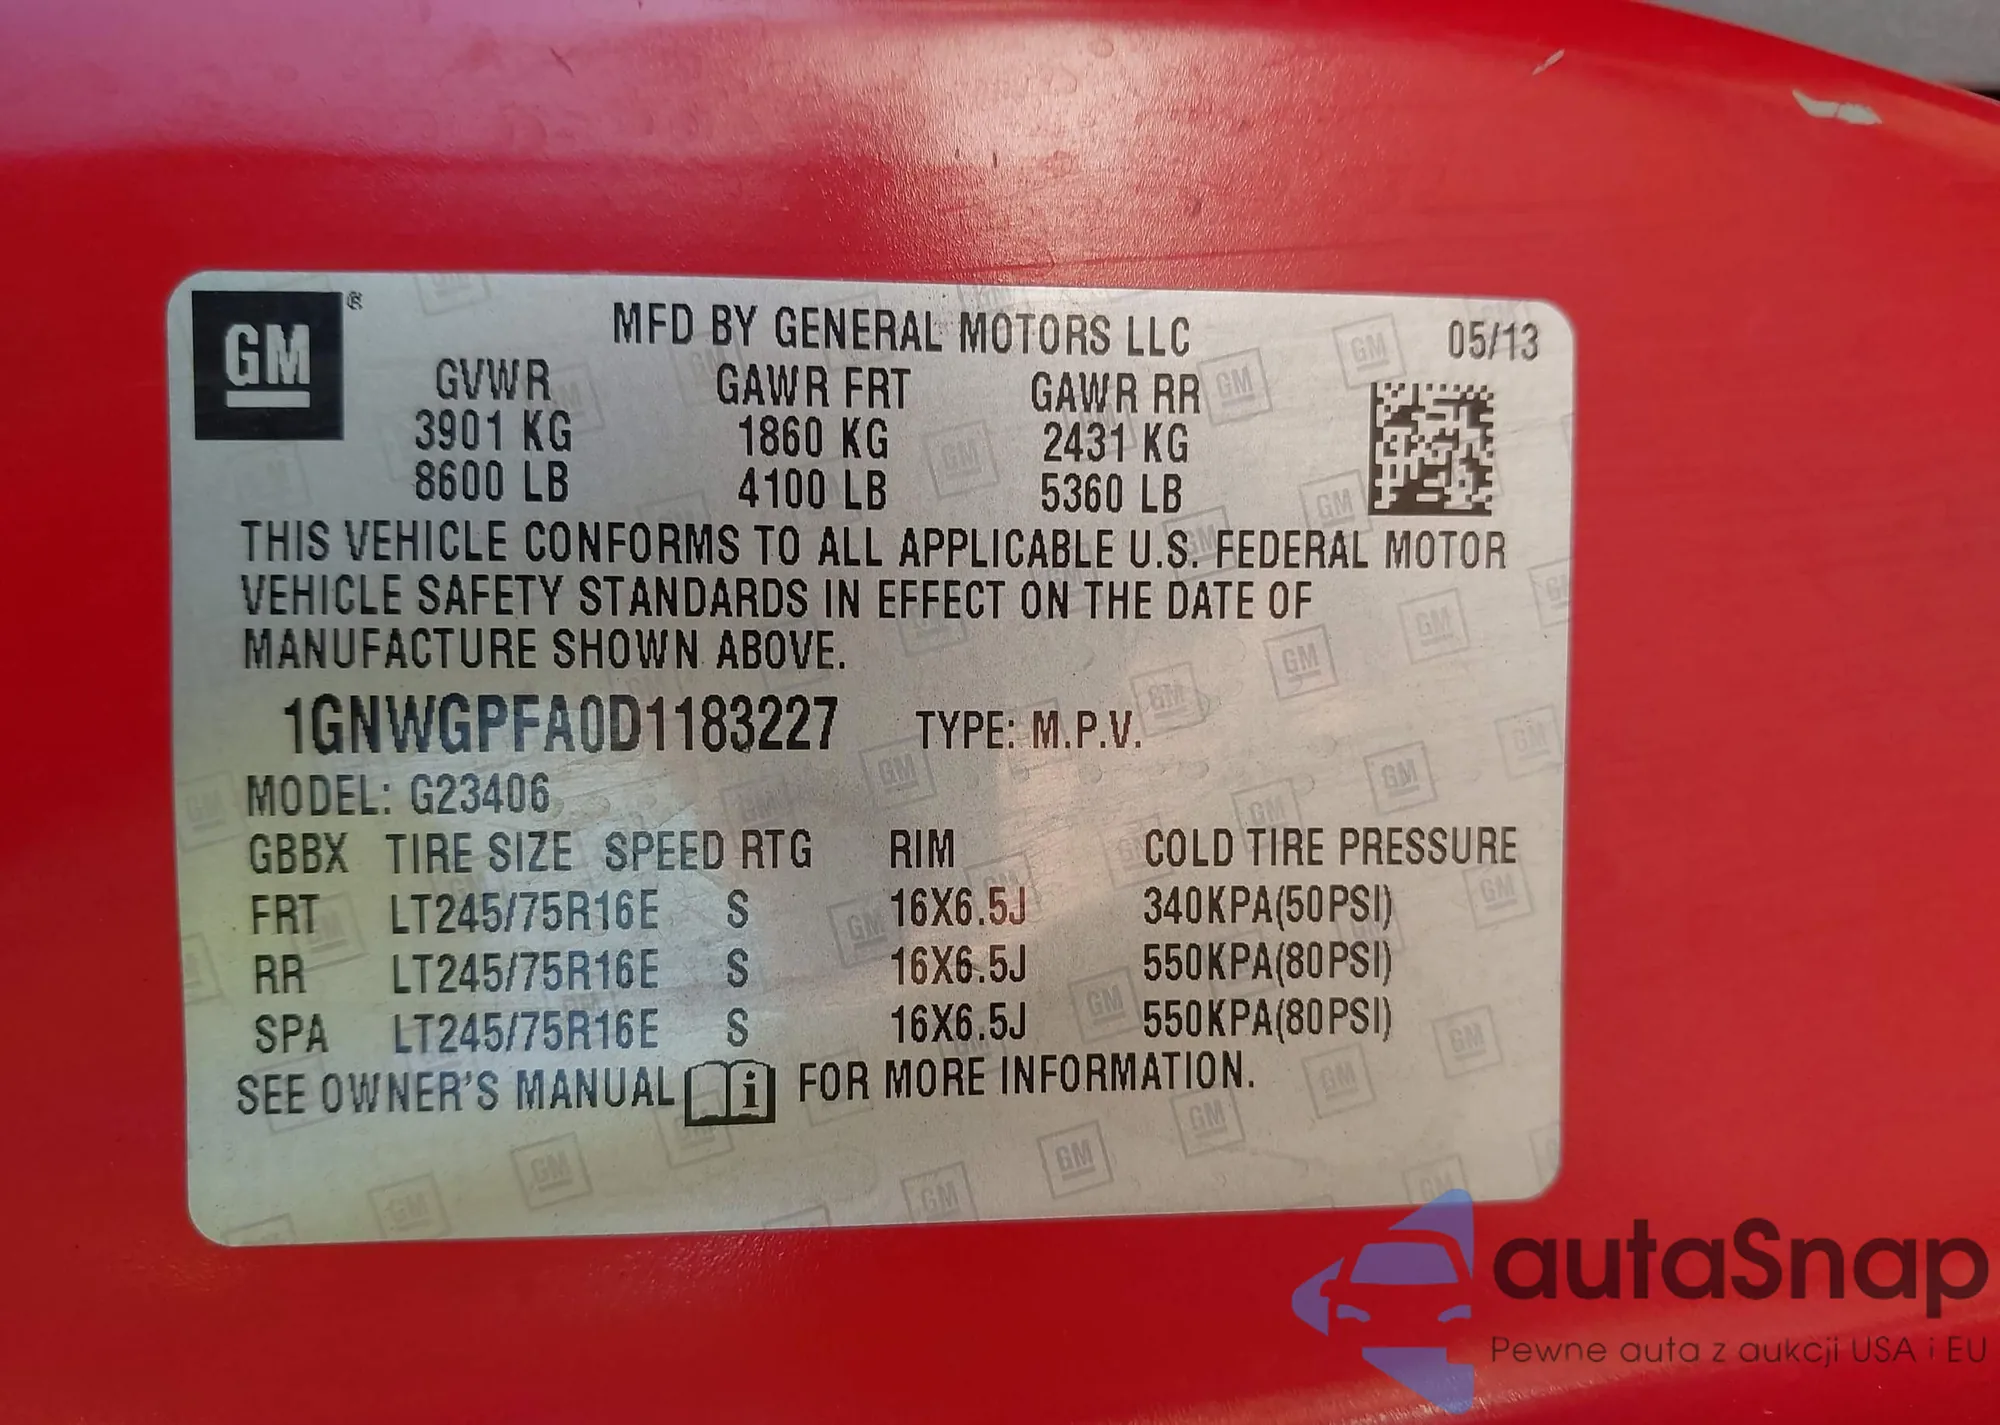 GM ®
MFD BY GENERAL MOTORS LLC 05/13
GVWR GAWR FRT GAWR RR
3901 KG 1860 KG 2431 KG
8600 LB 4100 LB 5360 LB
THIS VEHICLE CONFORMS TO ALL APPLICABLE U.S. FEDERAL MOTOR
VEHICLE SAFETY STANDARDS IN EFFECT ON THE DATE OF
MANUFACTURE SHOWN ABOVE.
1GNWGPFA0D1183227 TYPE: M.P.V.
MODEL: G23406
GBBX TIRE SIZE SPEED RTG RIM COLD TIRE PRESSURE
FRT LT245/75R16E S 16X6.5J 340KPA(50PSI)
RR LT245/75R16E S 16X6.5J 550KPA(80PSI)
SPA LT245/75R16E S 16X6.5J 550KPA(80PSI)
SEE OWNER'S MANUAL i FOR MORE INFORMATION.
autaSnap
Pewne auta z aukcji USA i EU